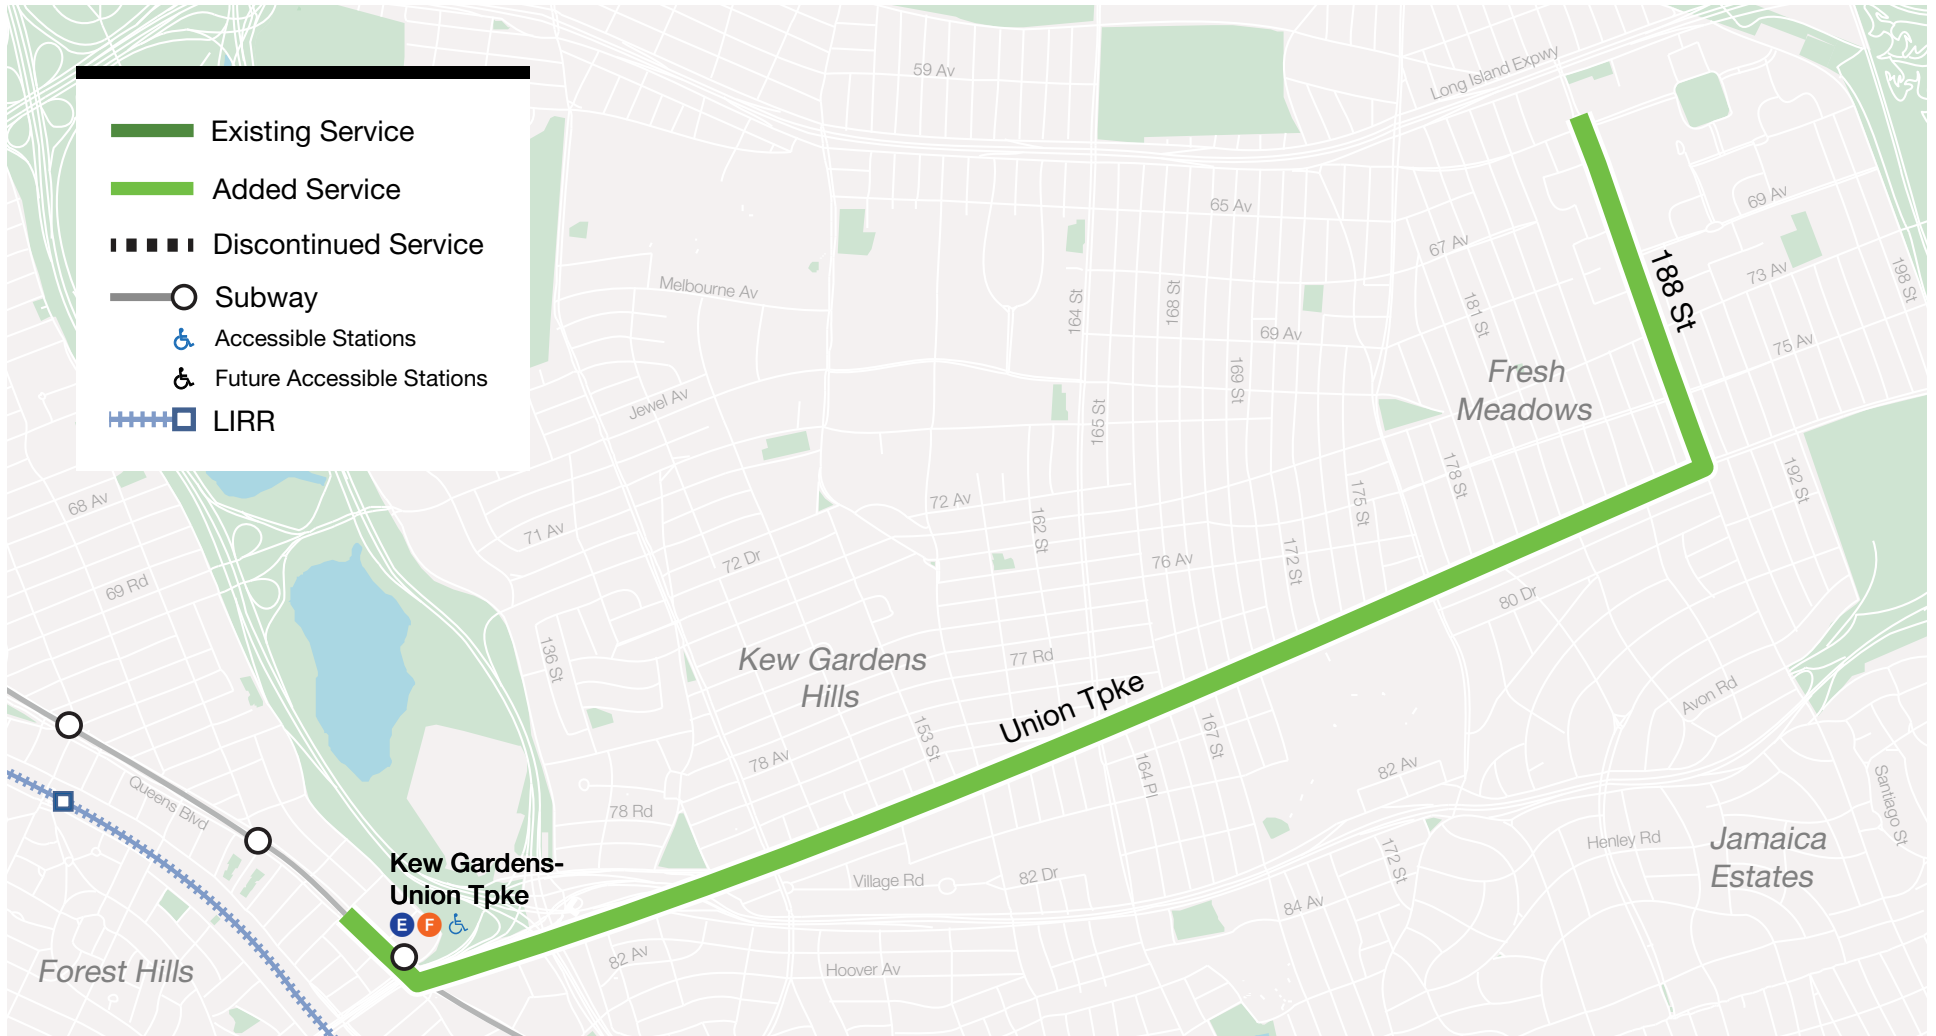 Existing Service
Added Service
Discontinued Service
Subway
Accessible Stations
Future Accessible Stations
LIRR
59 Av
Long Island Expwy
65 Av
67 Av
69 Av
73 Av
198 St
188 St
Melbourne Av
164 St
168 St
69 Av
181 St
75 Av
Fresh
Meadows
169 St
Jewel Av
165 St
178 St
192 St
68 Av
72 Av
175 St
71 Av
162 St
72 Dr
76 Av
172 St
69 Rd
80 Dr
136 St
Kew Gardens
Hills
77 Rd
Union Tpke
Avon Rd
153 St
167 St
78 Av
164 Pl
82 Av
Queens Blvd
78 Rd
Santiago St
Henley Rd
Jamaica
Estates
172 St
Kew Gardens-
Union Tpke
E F
Village Rd
82 Dr
84 Av
82 Av
Hoover Av
Forest Hills